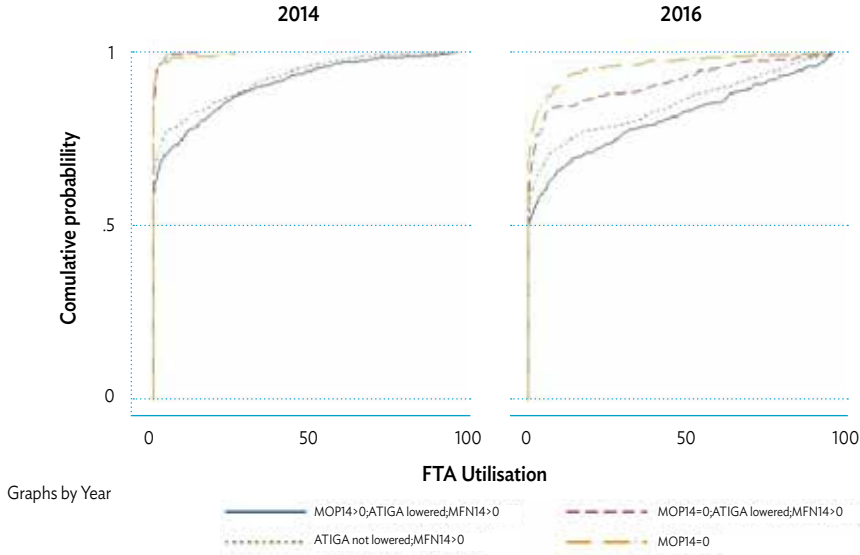 2014
2016
Comulative probablility
1
.5
0
0
50
100
0
50
100
FTA Utilisation
Graphs by Year
MOP14>0;ATIGA lowered;MFN14>0
MOP14=0;ATIGA lowered;MFN14>0
ATIGA not lowered;MFN14>0
MOP14=0